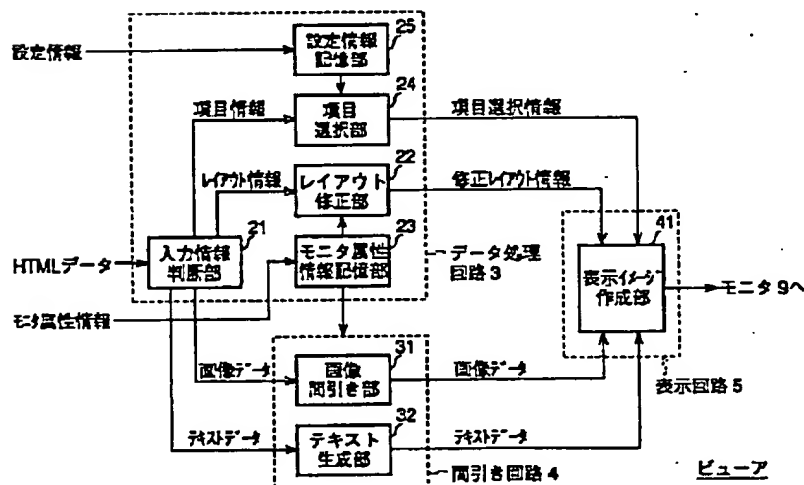 設定情報
25
設定情報
記憶部
24
項目情報
項目
選択部
項目選択情報
22
レイアウト情報
レイアウト
修正部
修正レイアウト情報
21
23
41
HTMLデータ
入力情報
判断部
モニタ属性
情報記憶部
データ処理
回路3
表示イメージ
作成部
モニタ9へ
モニタ属性情報
31
画像データ
画像
間引き部
画像データ
表示回路5
32
テキストデータ
テキスト
生成部
テキストデータ
間引き回路4
ビューア